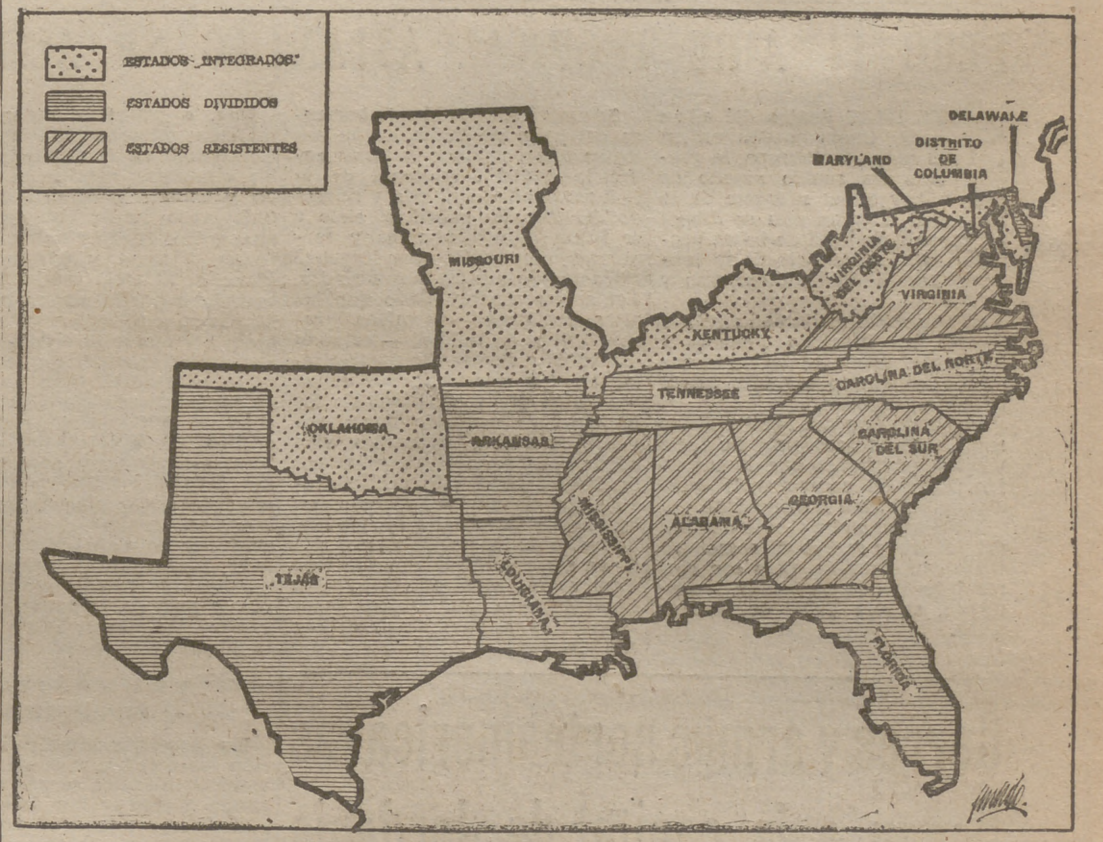 ESTADOS INTEGRADOS.
ESTADOS DIVIDIDOS
ESTADOS RESISTENTES
DELAWARE
DISTRITO
DE
COLUMBIA
MARYLAND
MISSOURI
VIRGINIA
DEL OESTE
VIRGINIA
KENTUCKY
CAROLINA DEL NORTE
TENNESSEE
OKLAHOMA
ARKANSAS
CAROLINA
DEL SUR
MISSISSIPPI
ALABAMA
GEORGIA
TEJAS
LOUISIANA
FLORIDA